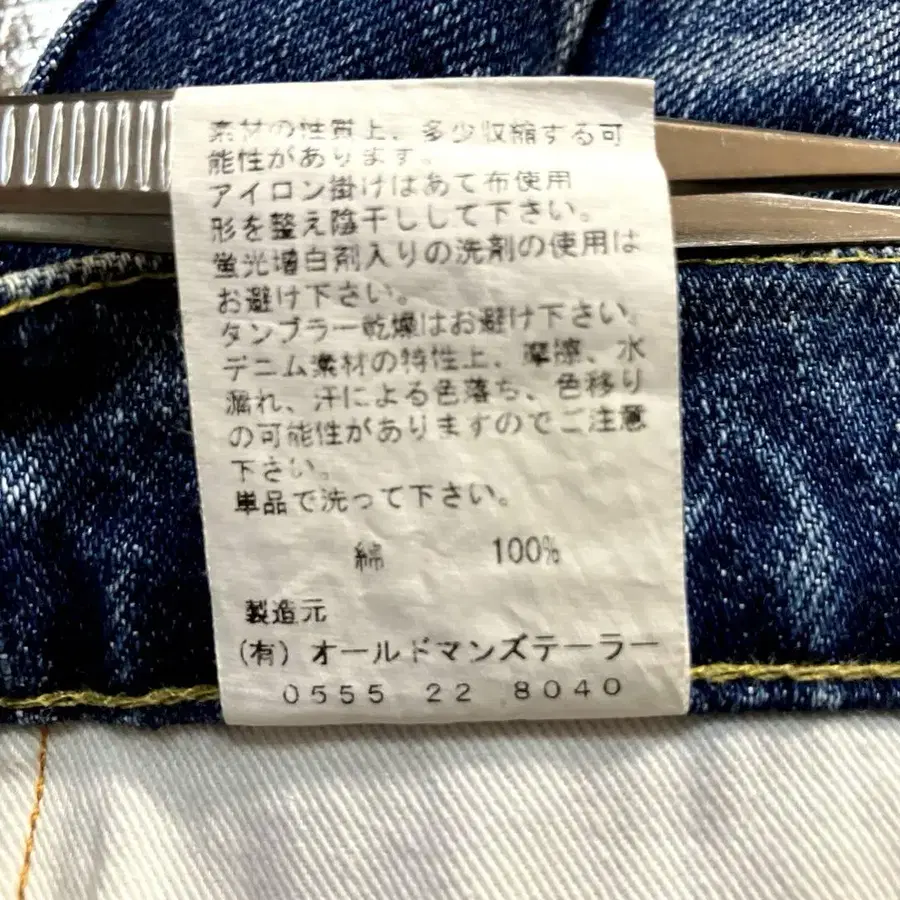 素材の性質上、多少収縮する可
能性があります。
アイロン掛けはあて布使用
形を整え陰干しして下さい。
蛍光増白剤入りの洗剤の使用は
お避け下さい。
タンブラー乾燥はお避け下さい。
デニム素材の特性上、摩擦、水
濡れ、汗による色落ち、色移り
の可能性がありますのでご注意
下さい。
単品で洗って下さい。
綿 100%
製造元
(有) オールドマンズテーラー
0555 22 8040